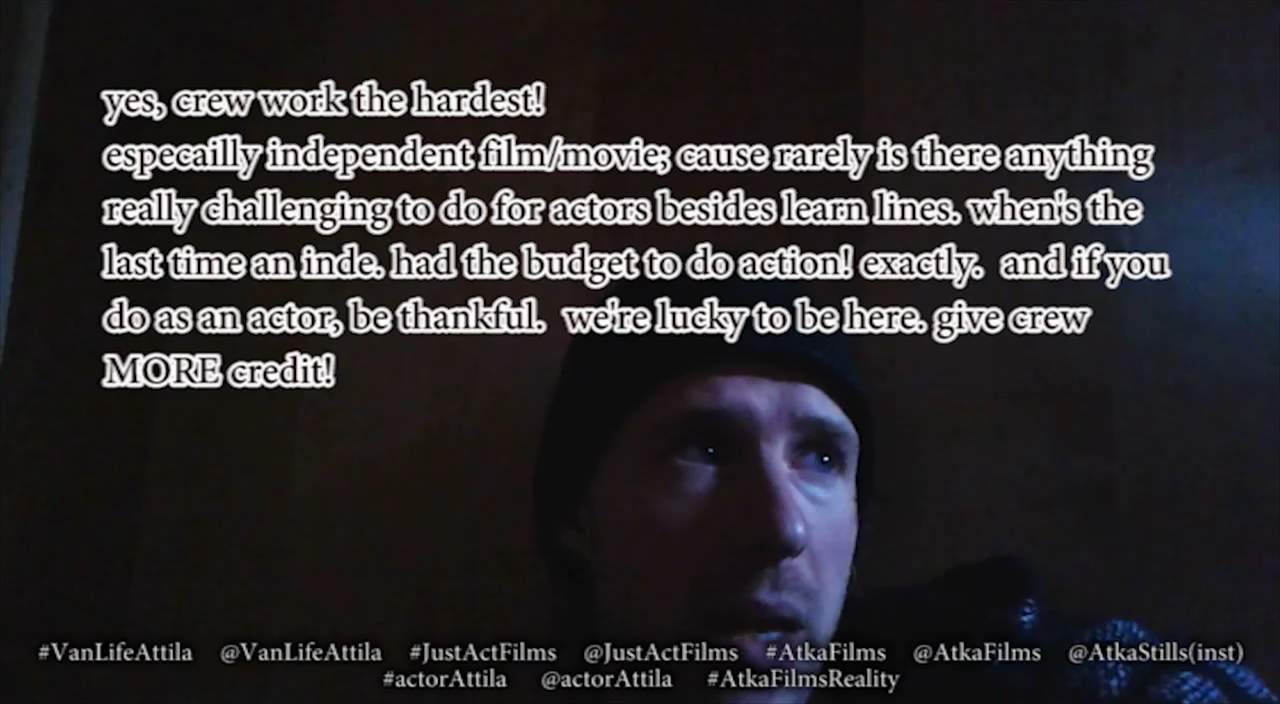 yes, crew work the hardest!
especailly independent film/movie; cause rarely is there anything
really challenging to do for actors besides learn lines. when's the
last time an inde. had the budget to do action! exactly.  and if you
do as an actor, be thankful.  we're lucky to be here. give crew
MORE credit!
#VanLifeAttila @VanLifeAttila #JustActFilms @JustActFilms #AtkaFilms @AtkaFilms @AtkaStills(inst)
#actorAttila @actorAttila #AtkaFilmsReality